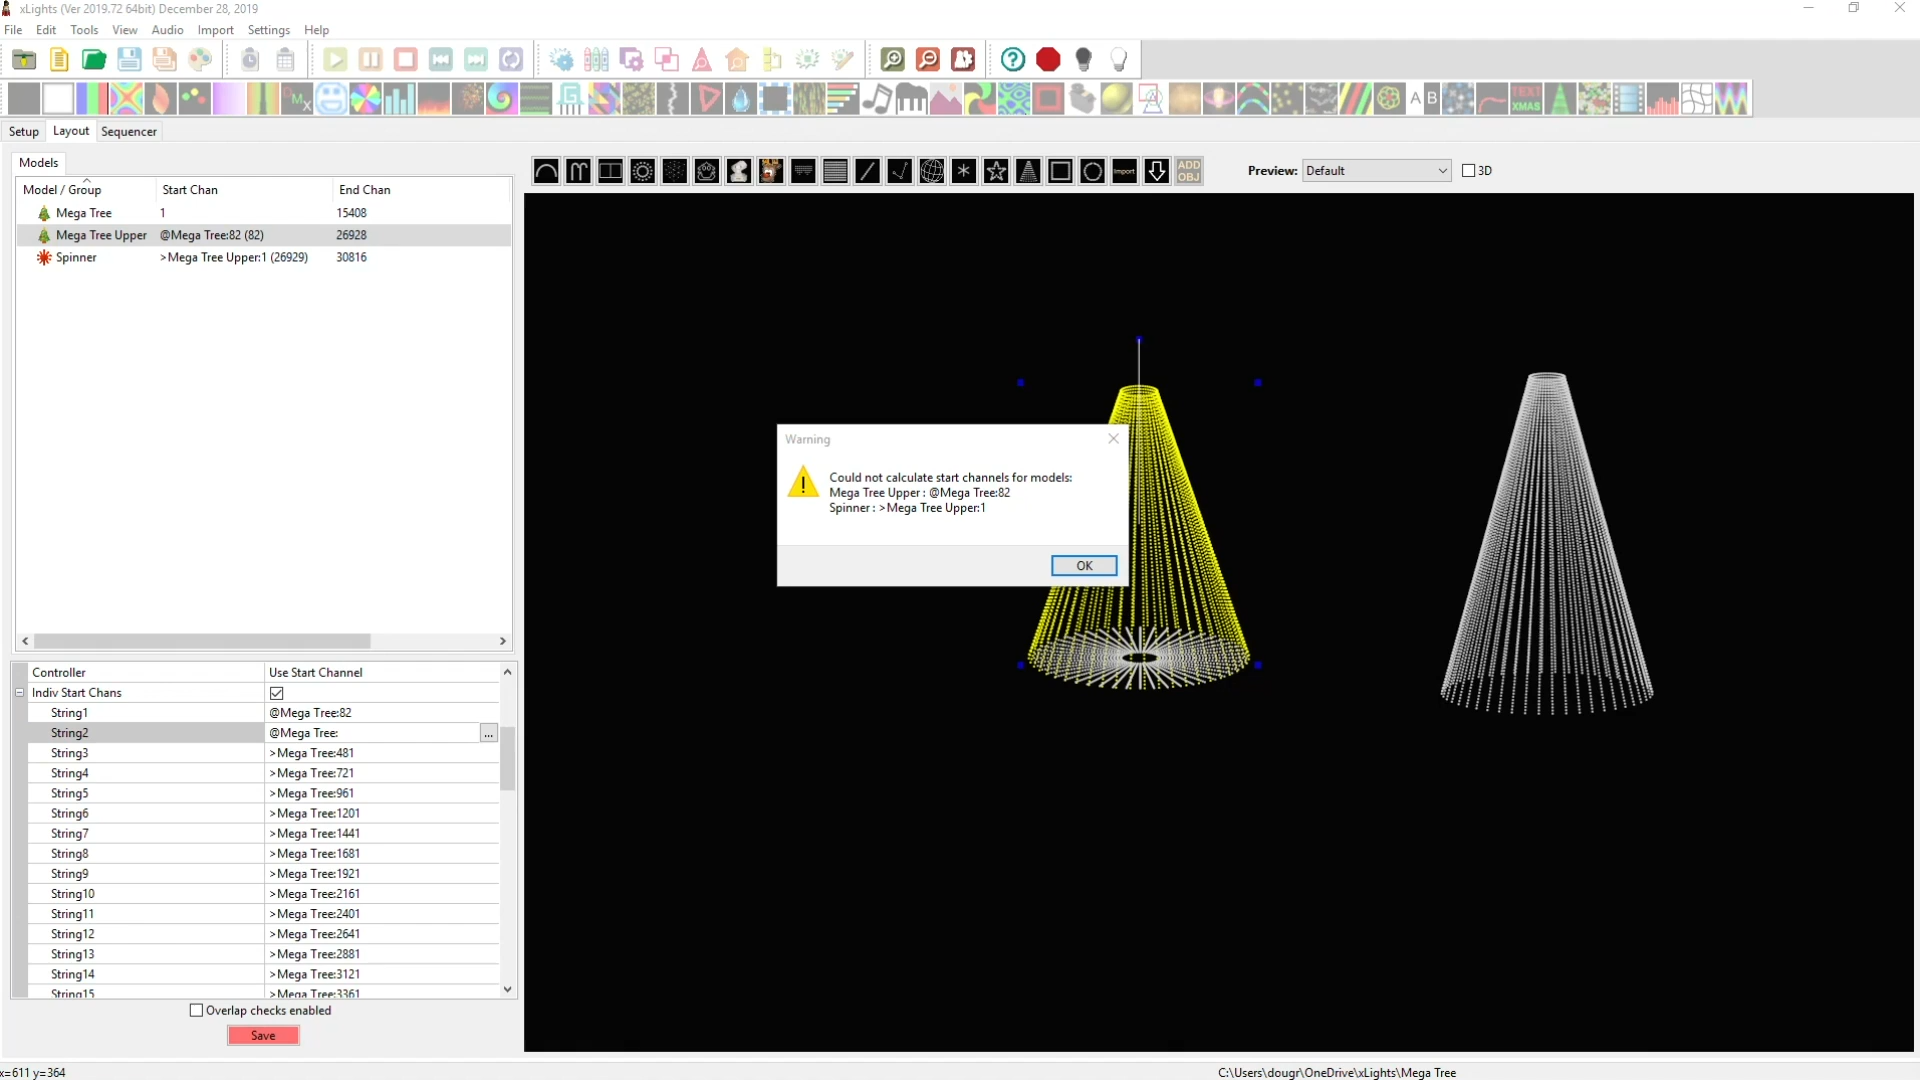 xLights (Ver 2019.72 64bit) December 28, 2019
File Edit Tools View Audio Import Settings Help
TEXT XMAS
A B
Setup Layout Sequencer
Models
Import
ADD OBJ
Preview: Default 3D
Model / Group Start Chan End Chan
Mega Tree 1 15408
Mega Tree Upper @Mega Tree:82 (82) 26928
Spinner >Mega Tree Upper:1 (26929) 30816
Warning
Could not calculate start channels for models:
Mega Tree Upper : @Mega Tree:82
Spinner : >Mega Tree Upper:1
OK
Controller Use Start Channel
Indiv Start Chans
String1 @Mega Tree:82
String2 @Mega Tree: ...
String3 >Mega Tree:481
String4 >Mega Tree:721
String5 >Mega Tree:961
String6 >Mega Tree:1201
String7 >Mega Tree:1441
String8 >Mega Tree:1681
String9 >Mega Tree:1921
String10 >Mega Tree:2161
String11 >Mega Tree:2401
String12 >Mega Tree:2641
String13 >Mega Tree:2881
String14 >Mega Tree:3121
String15 >Mega Tree:3361
Overlap checks enabled
Save
x=611 y=364 C:\Users\dougr\OneDrive\xLights\Mega Tree